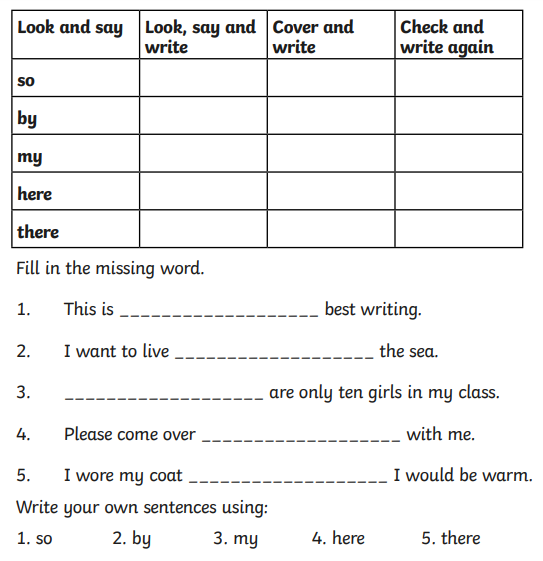 Look and say Look, say and write Cover and write Check and write again
so
by
my
here
there
Fill in the missing word.
1. This is ___________________ best writing.
2. I want to live ___________________ the sea.
3. ___________________ are only ten girls in my class.
4. Please come over ___________________ with me.
5. I wore my coat ___________________ I would be warm.
Write your own sentences using:
1. so 2. by 3. my 4. here 5. there